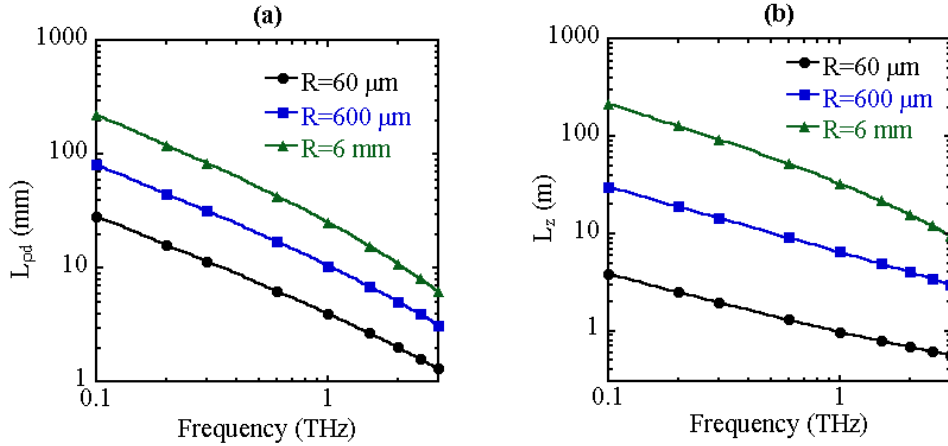 (a)
1000
100
10
1
L_pd (mm)
R=60 μm
R=600 μm
R=6 mm
0.1
1
Frequency (THz)
(b)
1000
100
10
1
L_z (m)
R=60 μm
R=600 μm
R=6 mm
0.1
1
Frequency (THz)